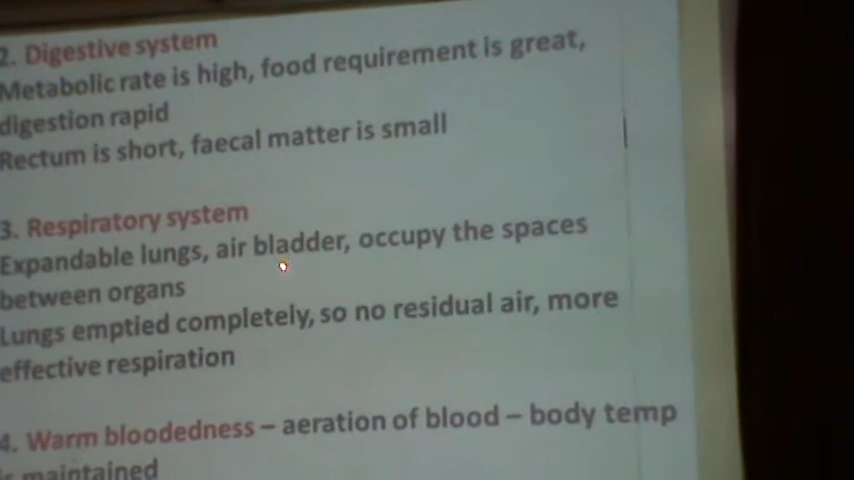 2. Digestive system
Metabolic rate is high, food requirement is great,
digestion rapid
Rectum is short, faecal matter is small
3. Respiratory system
Expandable lungs, air bladder, occupy the spaces
between organs
Lungs emptied completely, so no residual air, more
effective respiration
4. Warm bloodedness – aeration of blood – body temp
is maintained